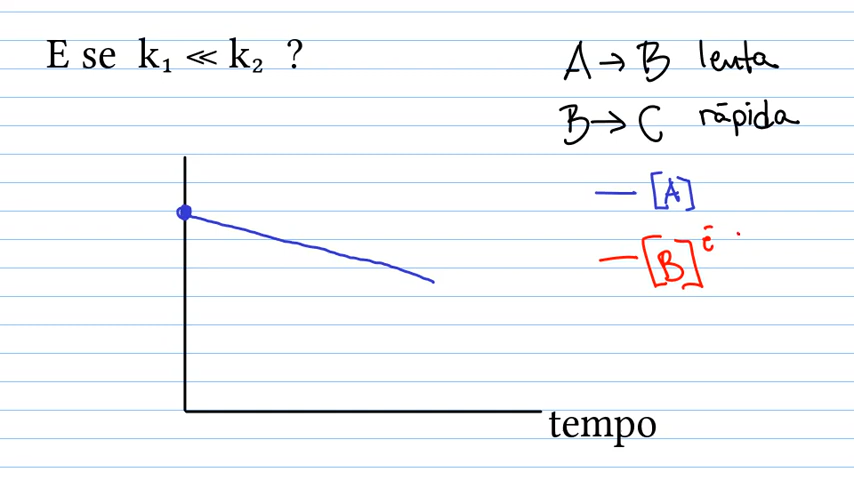 E se k₁ ≪ k₂ ?
A → B lenta
B → C rápida
[A]
[B] é
tempo